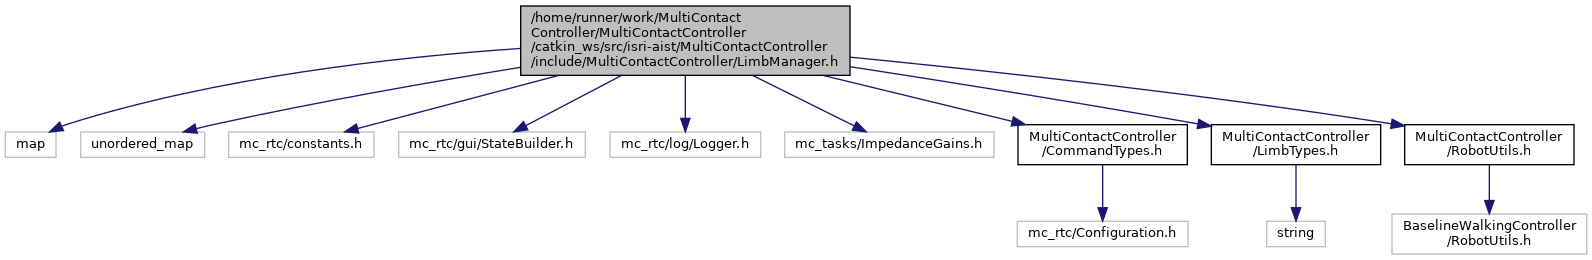 /home/runner/work/MultiContact
Controller/MultiContactController
/catkin_ws/src/isri-aist/MultiContactController
/include/MultiContactController/LimbManager.h
map
unordered_map
mc_rtc/constants.h
mc_rtc/gui/StateBuilder.h
mc_rtc/log/Logger.h
mc_tasks/ImpedanceGains.h
MultiContactController
/CommandTypes.h
MultiContactController
/LimbTypes.h
MultiContactController
/RobotUtils.h
mc_rtc/Configuration.h
string
BaselineWalkingController
/RobotUtils.h